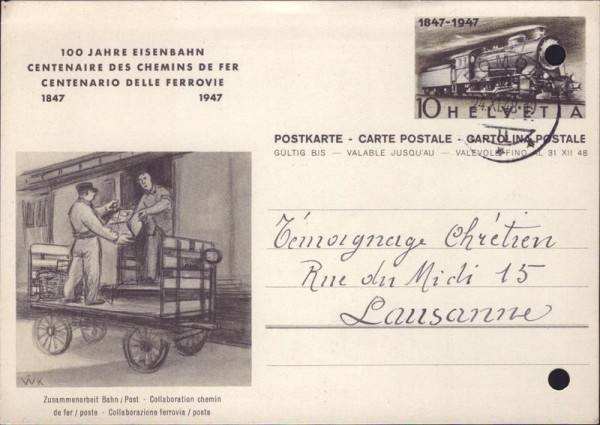 100 JAHRE EISENBAHN
CENTENAIRE DES CHEMINS DE FER
CENTENARIO DELLE FERROVIE
1847 1947
1847-1947
10 HELVETIA
POSTKARTE - CARTE POSTALE - CARTOLINA POSTALE
GÜLTIG BIS — VALABLE JUSQU'AU — VALEVOLE FINO AL 31 XII 48
Témoignage Chrétien
Rue du Midi 15
Lausanne
WK
Zusammenarbeit Bahn / Post - Collaboration chemin
de fer / poste - Collaborazione ferrovia / posta